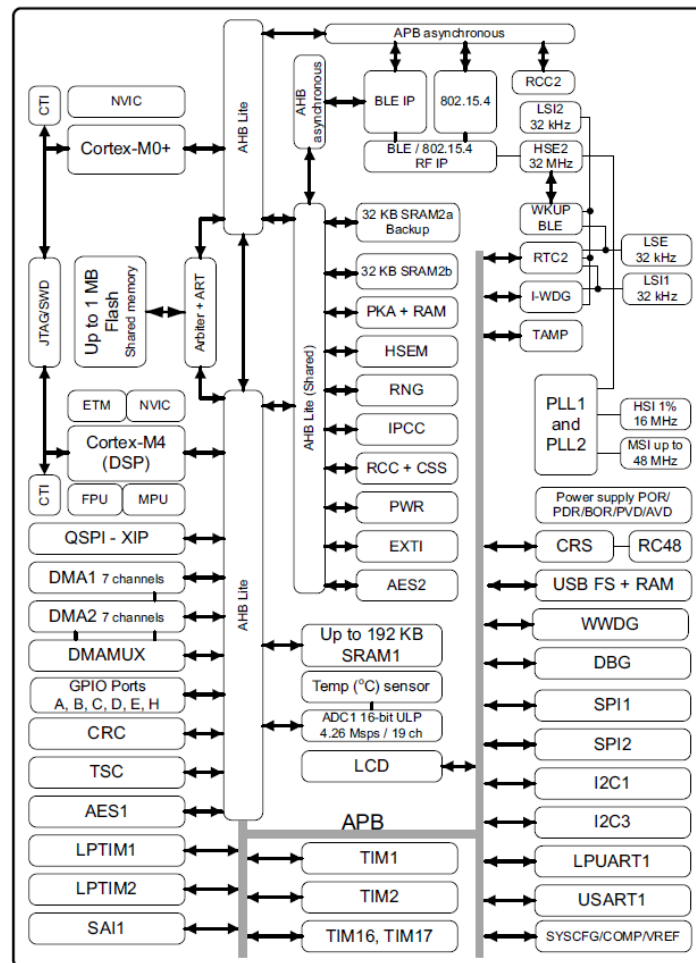 APB asynchronous
CTI
NVIC
AHB Lite
AHB
asynchronous
BLE IP
802.15.4
RCC2
LSI2
32 kHz
Cortex-M0+
BLE / 802.15.4
RF IP
HSE2
32 MHz
32 KB SRAM2a
Backup
WKUP
BLE
LSE
32 kHz
JTAG/SWD
Up to 1 MB
Flash
Shared memory
Arbiter + ART
AHB Lite (Shared)
32 KB SRAM2b
RTC2
LSI1
32 kHz
PKA + RAM
I-WDG
HSEM
TAMP
RNG
ETM
NVIC
Cortex-M4
(DSP)
IPCC
PLL1
and
PLL2
HSI 1%
16 MHz
MSI up to
48 MHz
RCC + CSS
CTI
FPU
MPU
PWR
Power supply POR/
PDR/BOR/PVD/AVD
QSPI - XIP
EXTI
CRS
RC48
DMA1 7 channels
AHB Lite
AES2
USB FS + RAM
DMA2 7 channels
WWDG
DMAMUX
Up to 192 KB
SRAM1
DBG
GPIO Ports
A, B, C, D, E, H
Temp (°C) sensor
SPI1
CRC
ADC1 16-bit ULP
4.26 Msps / 19 ch
SPI2
TSC
LCD
I2C1
AES1
APB
I2C3
LPTIM1
TIM1
LPUART1
LPTIM2
TIM2
USART1
SAI1
TIM16, TIM17
SYSCFG/COMP/VREF